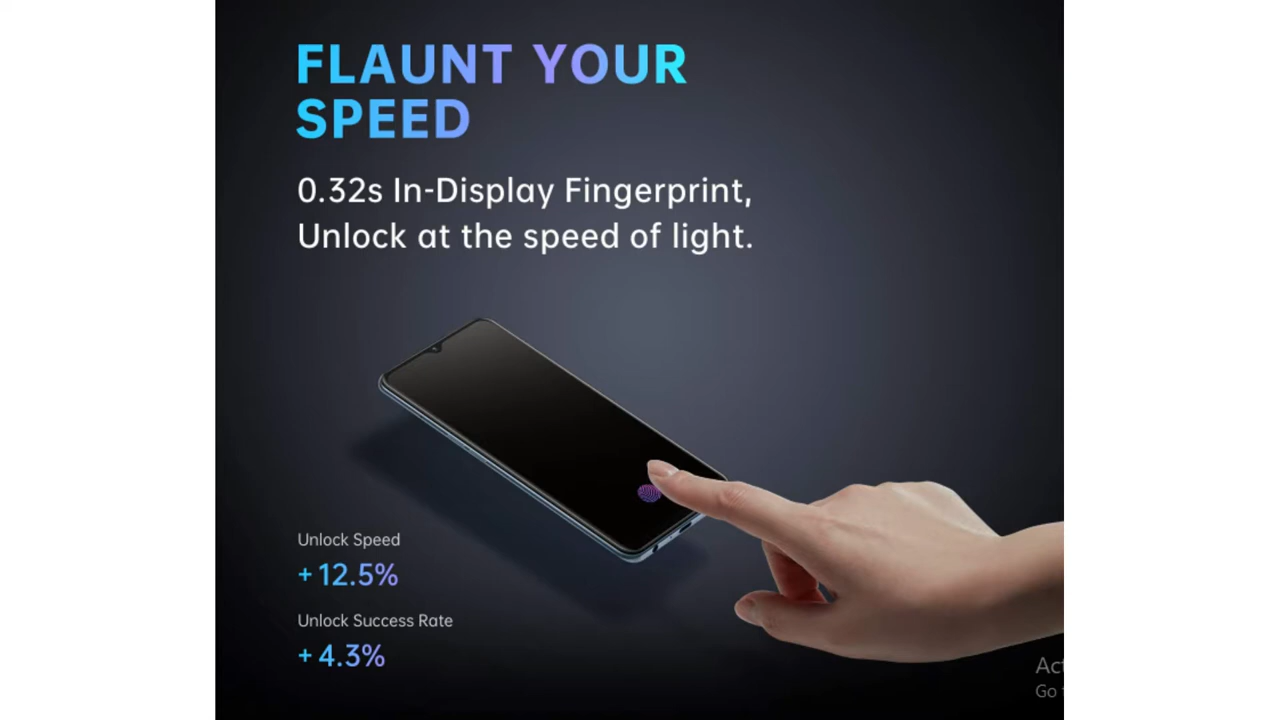 FLAUNT YOUR
SPEED
0.32s In-Display Fingerprint,
Unlock at the speed of light.
Unlock Speed
+ 12.5%
Unlock Success Rate
+ 4.3%
Go